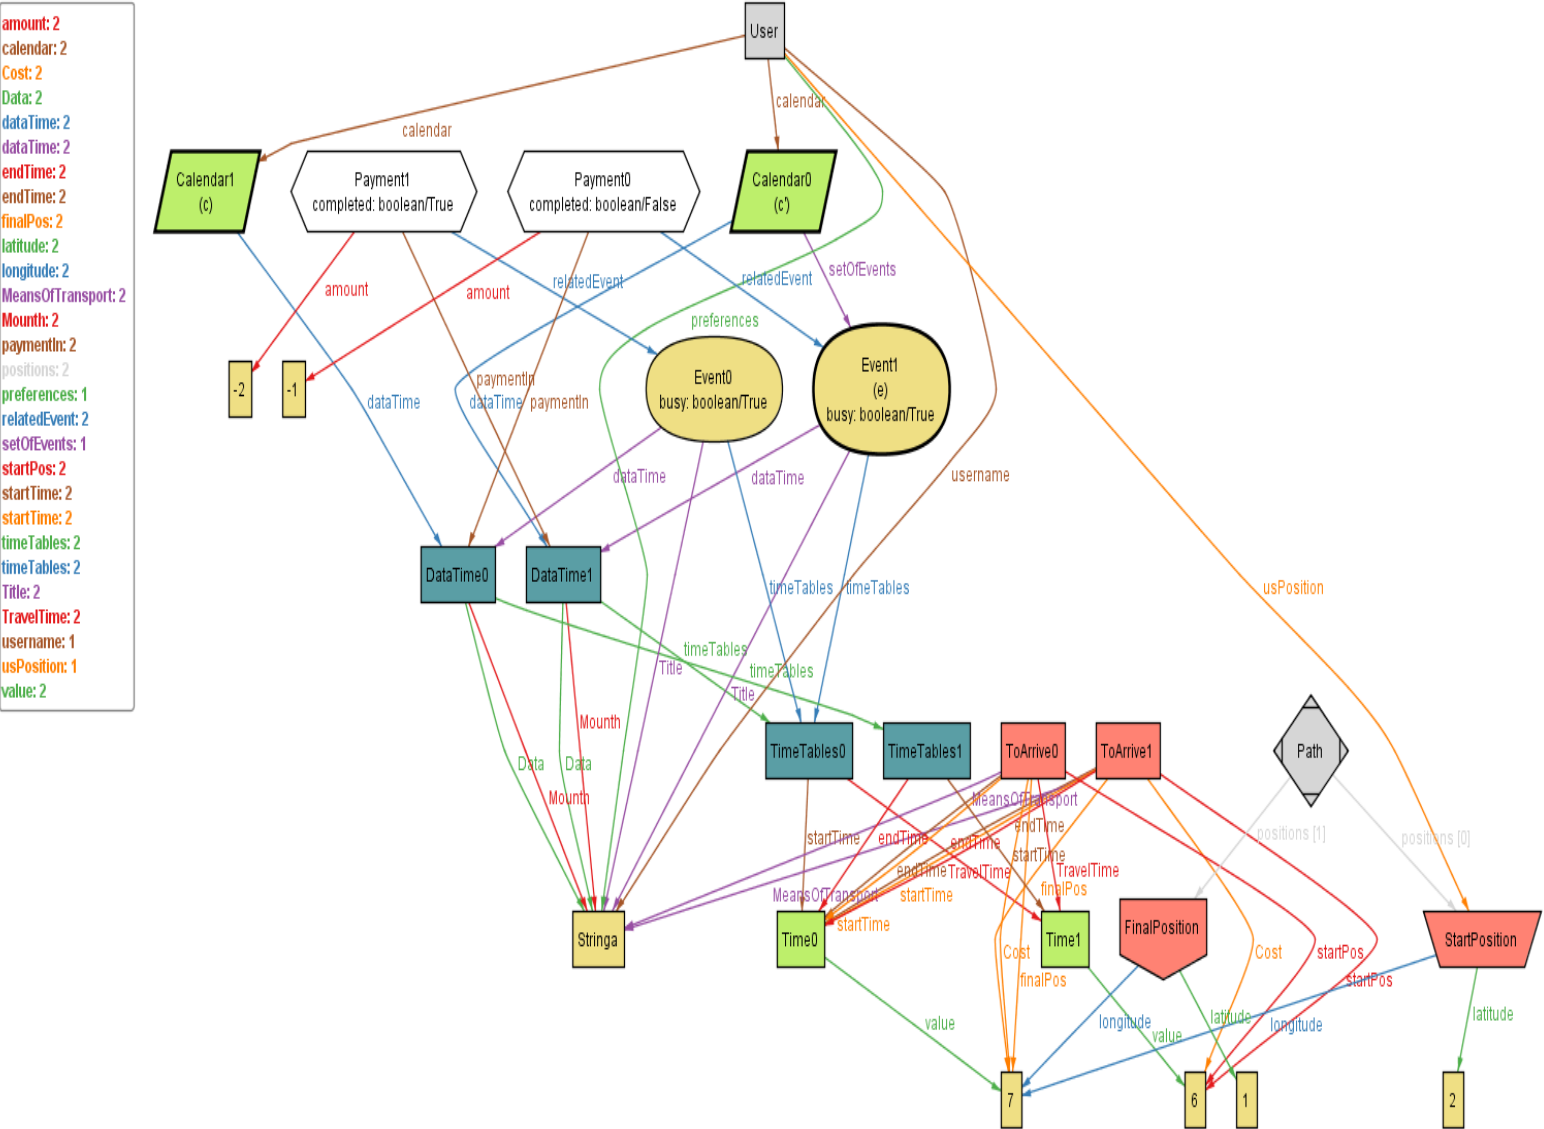 amount: 2
calendar: 2
Cost: 2
Data: 2
dataTime: 2
dataTime: 2
endTime: 2
endTime: 2
finalPos: 2
latitude: 2
longitude: 2
MeansOfTransport: 2
Mounth: 2
paymentIn: 2
positions: 2
preferences: 1
relatedEvent: 2
setOfEvents: 1
startPos: 2
startTime: 2
startTime: 2
timeTables: 2
timeTables: 2
Title: 2
TravelTime: 2
username: 1
usPosition: 1
value: 2
User
calendar
calendar
Calendar1
(c)
Payment1
completed: boolean/True
Payment0
completed: boolean/False
Calendar0
(c')
amount
amount
relatedEvent
relatedEvent
setOfEvents
preferences
-2
-1
dataTime
paymentIn
dataTime
paymentIn
Event0
busy: boolean/True
Event1
(e)
busy: boolean/True
dataTime
dataTime
username
DataTime0
DataTime1
timeTables
timeTables
usPosition
timeTables
timeTables
Title
Title
Mounth
Data
Data
Mounth
TimeTables0
TimeTables1
ToArrive0
ToArrive1
Path
MeansOfTransport
startTime
endTime
endTime
endTime
startTime
endTime
TravelTime
TravelTime
positions [1]
positions [0]
MeansOfTransport
startTime
finalPos
startTime
Stringa
Time0
Time1
FinalPosition
StartPosition
Cost
finalPos
Cost
startPos
startPos
value
longitude
value
latitude
longitude
latitude
7
6
1
2